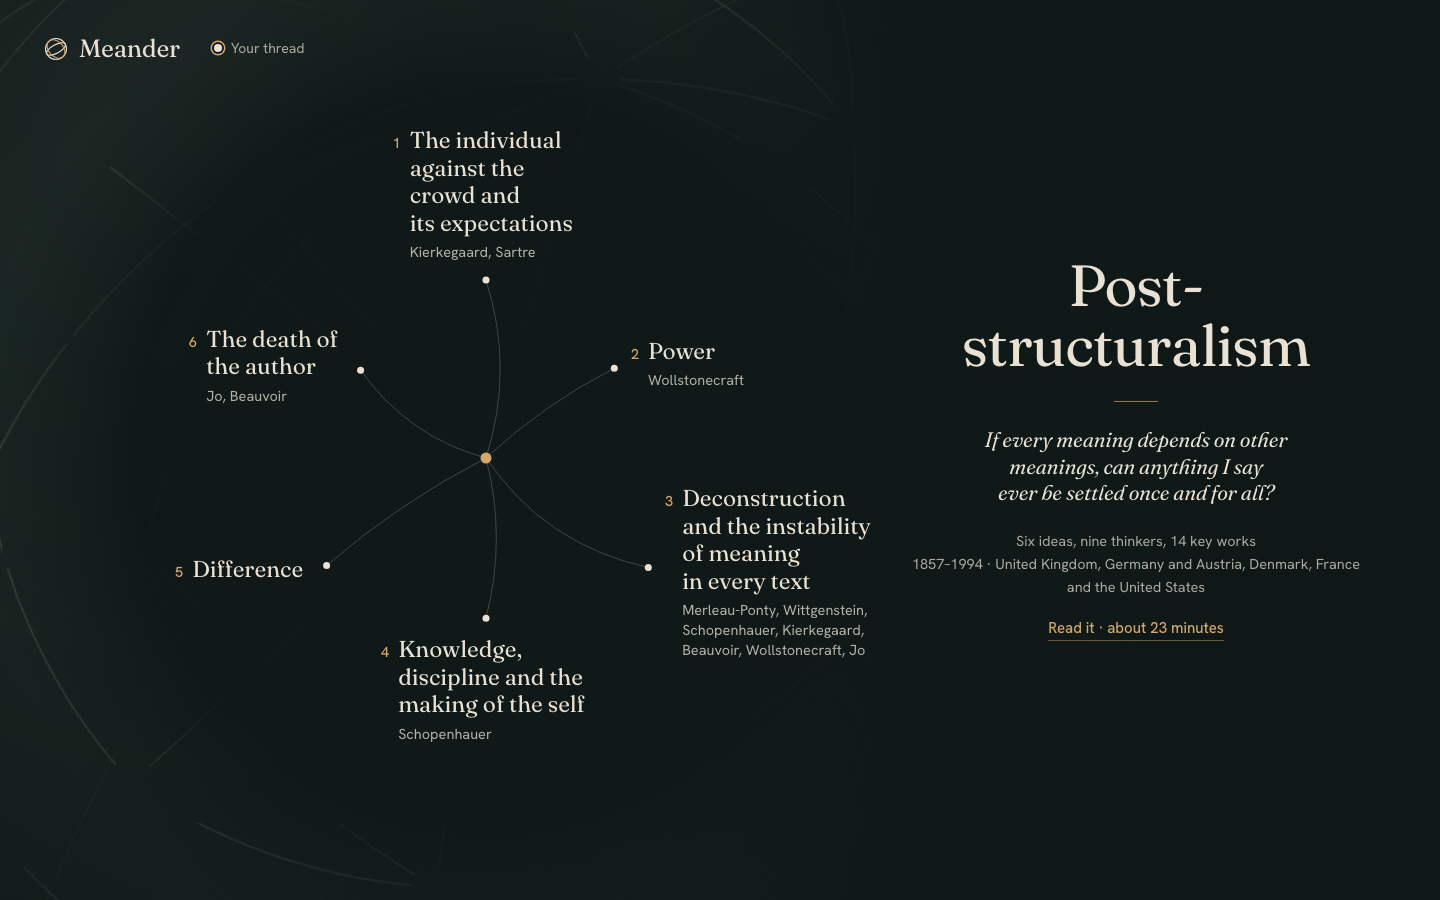 Meander
Your thread
1 The individual
against the
crowd and
its expectations
Kierkegaard, Sartre
2 Power
Wollstonecraft
3 Deconstruction
and the instability
of meaning
in every text
Merleau-Ponty, Wittgenstein,
Schopenhauer, Kierkegaard,
Beauvoir, Wollstonecraft, Jo
4 Knowledge,
discipline and the
making of the self
Schopenhauer
5 Difference
6 The death of
the author
Jo, Beauvoir
Post-
structuralism
If every meaning depends on other
meanings, can anything I say
ever be settled once and for all?
Six ideas, nine thinkers, 14 key works
1857–1994 · United Kingdom, Germany and Austria, Denmark, France
and the United States
Read it · about 23 minutes